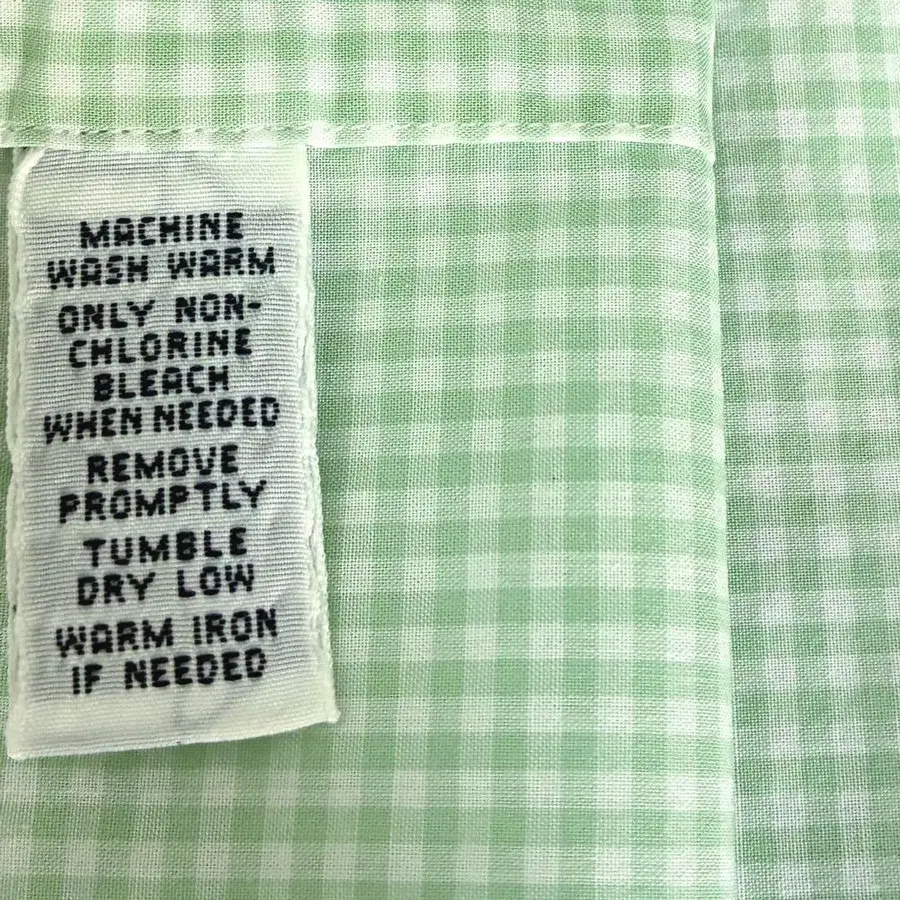 MACHINE
WASH WARM
ONLY NON-
CHLORINE
BLEACH
WHEN NEEDED
REMOVE
PROMPTLY
TUMBLE
DRY LOW
WARM IRON
IF NEEDED